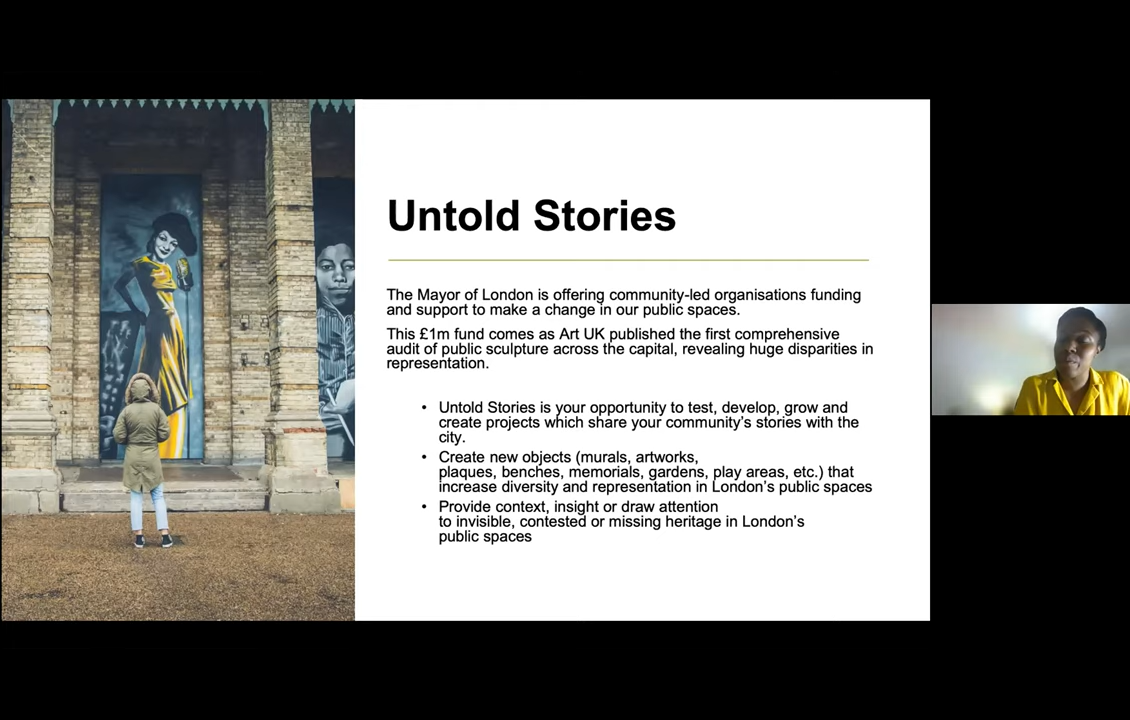 Untold Stories
The Mayor of London is offering community-led organisations funding
and support to make a change in our public spaces.
This £1m fund comes as Art UK published the first comprehensive
audit of public sculpture across the capital, revealing huge disparities in
representation.
• Untold Stories is your opportunity to test, develop, grow and
create projects which share your community's stories with the
city.
• Create new objects (murals, artworks,
plaques, benches, memorials, gardens, play areas, etc.) that
increase diversity and representation in London's public spaces
• Provide context, insight or draw attention
to invisible, contested or missing heritage in London's
public spaces